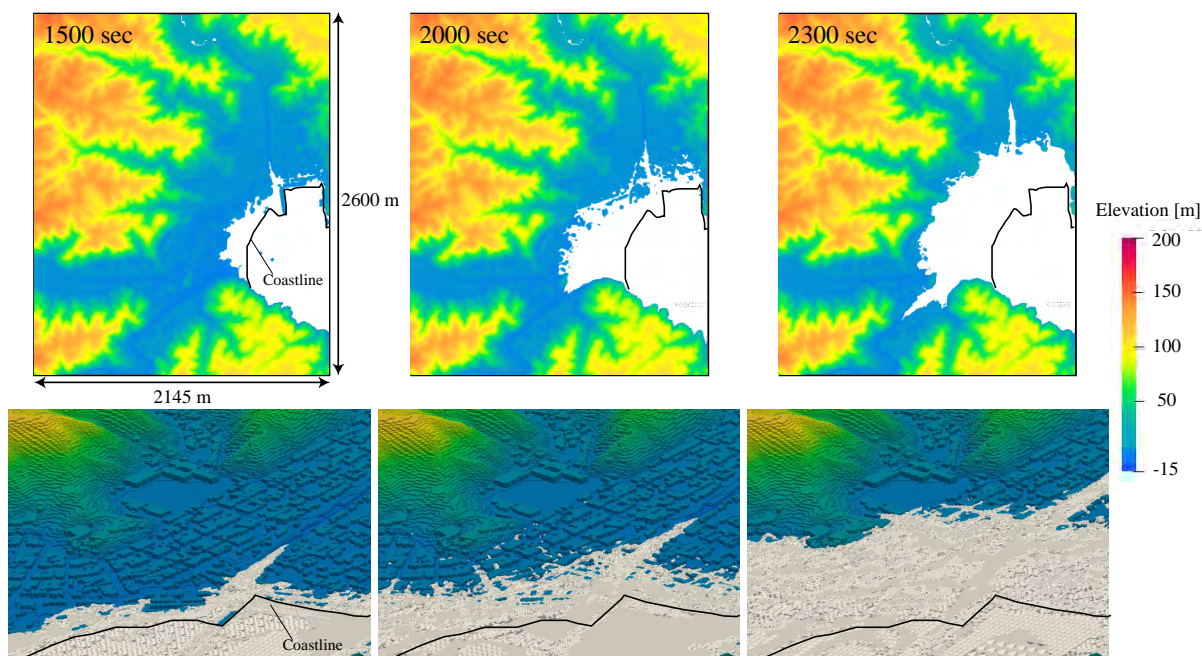 1500 sec
2000 sec
2300 sec
2600 m
Coastline
2145 m
Elevation [m]
200
150
100
50
-15
Coastline